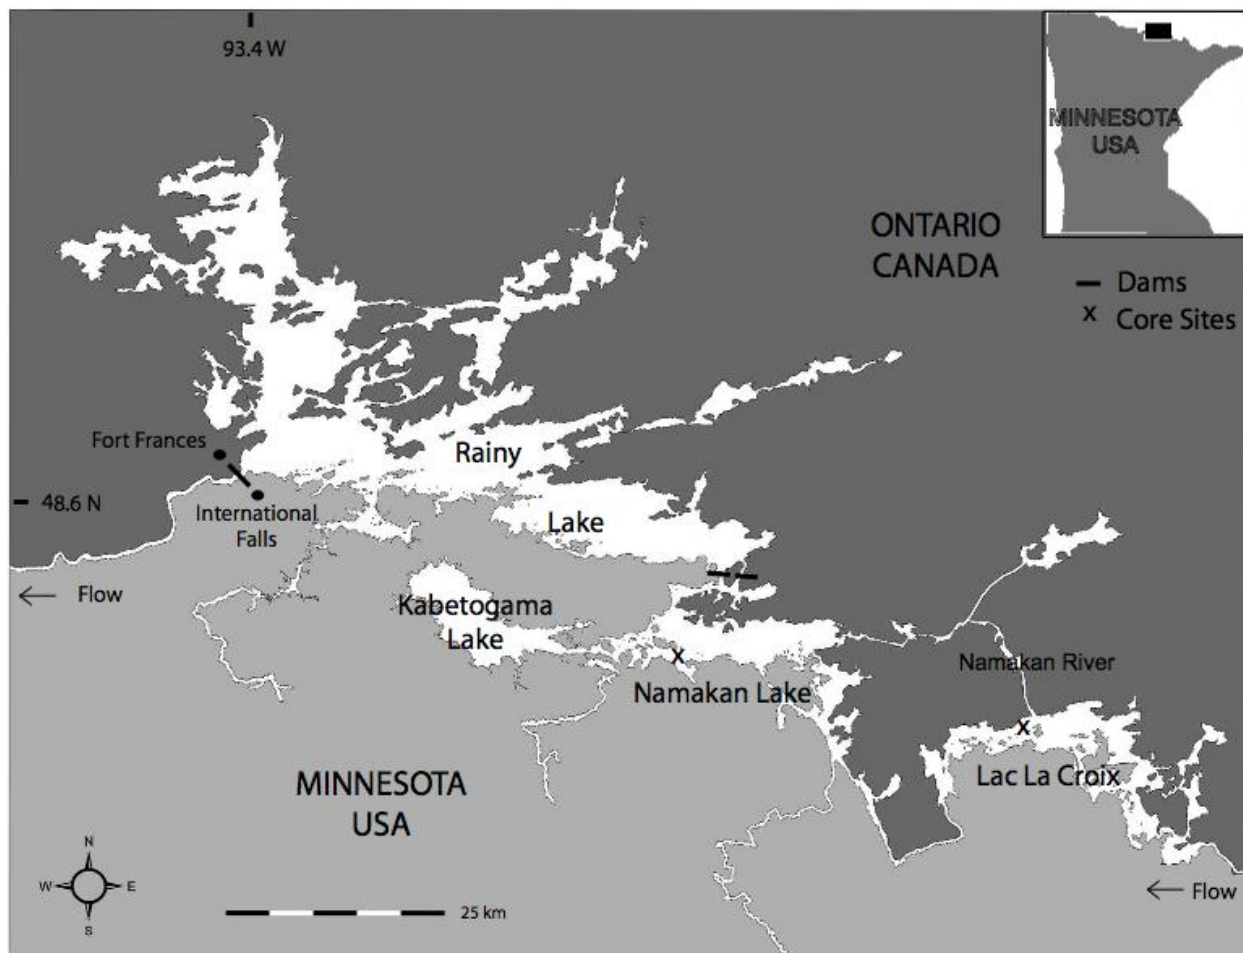 93.4 W
MINNESOTA
USA
ONTARIO
CANADA
Dams
x Core Sites
Fort Frances
Rainy
48.6 N
International
Falls
Lake
Flow
Kabetogama
Lake
x
Namakan River
Namakan Lake
x
Lac La Croix
MINNESOTA
USA
N
W E
S
25 km
Flow